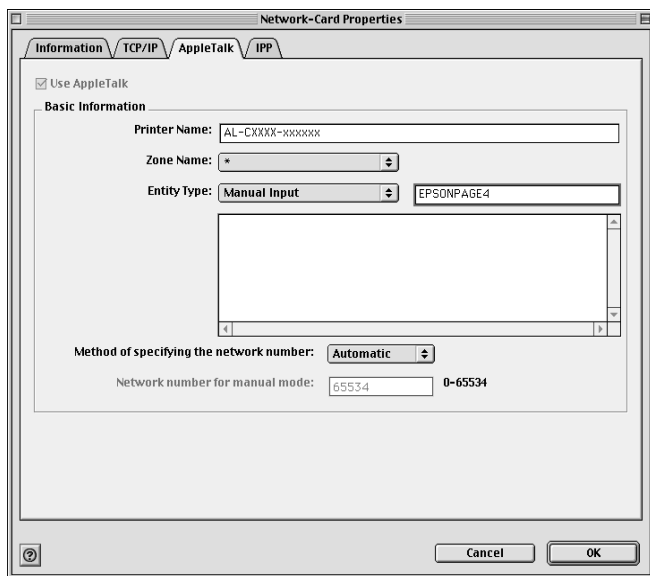 Network-Card Properties
Information TCP/IP AppleTalk IPP
Use AppleTalk
Basic Information
Printer Name: AL-CXXXX-xxxxxx
Zone Name: *
Entity Type: Manual Input EPSONPAGE4
Method of specifying the network number: Automatic
Network number for manual mode: 65534 0-65534
? Cancel OK